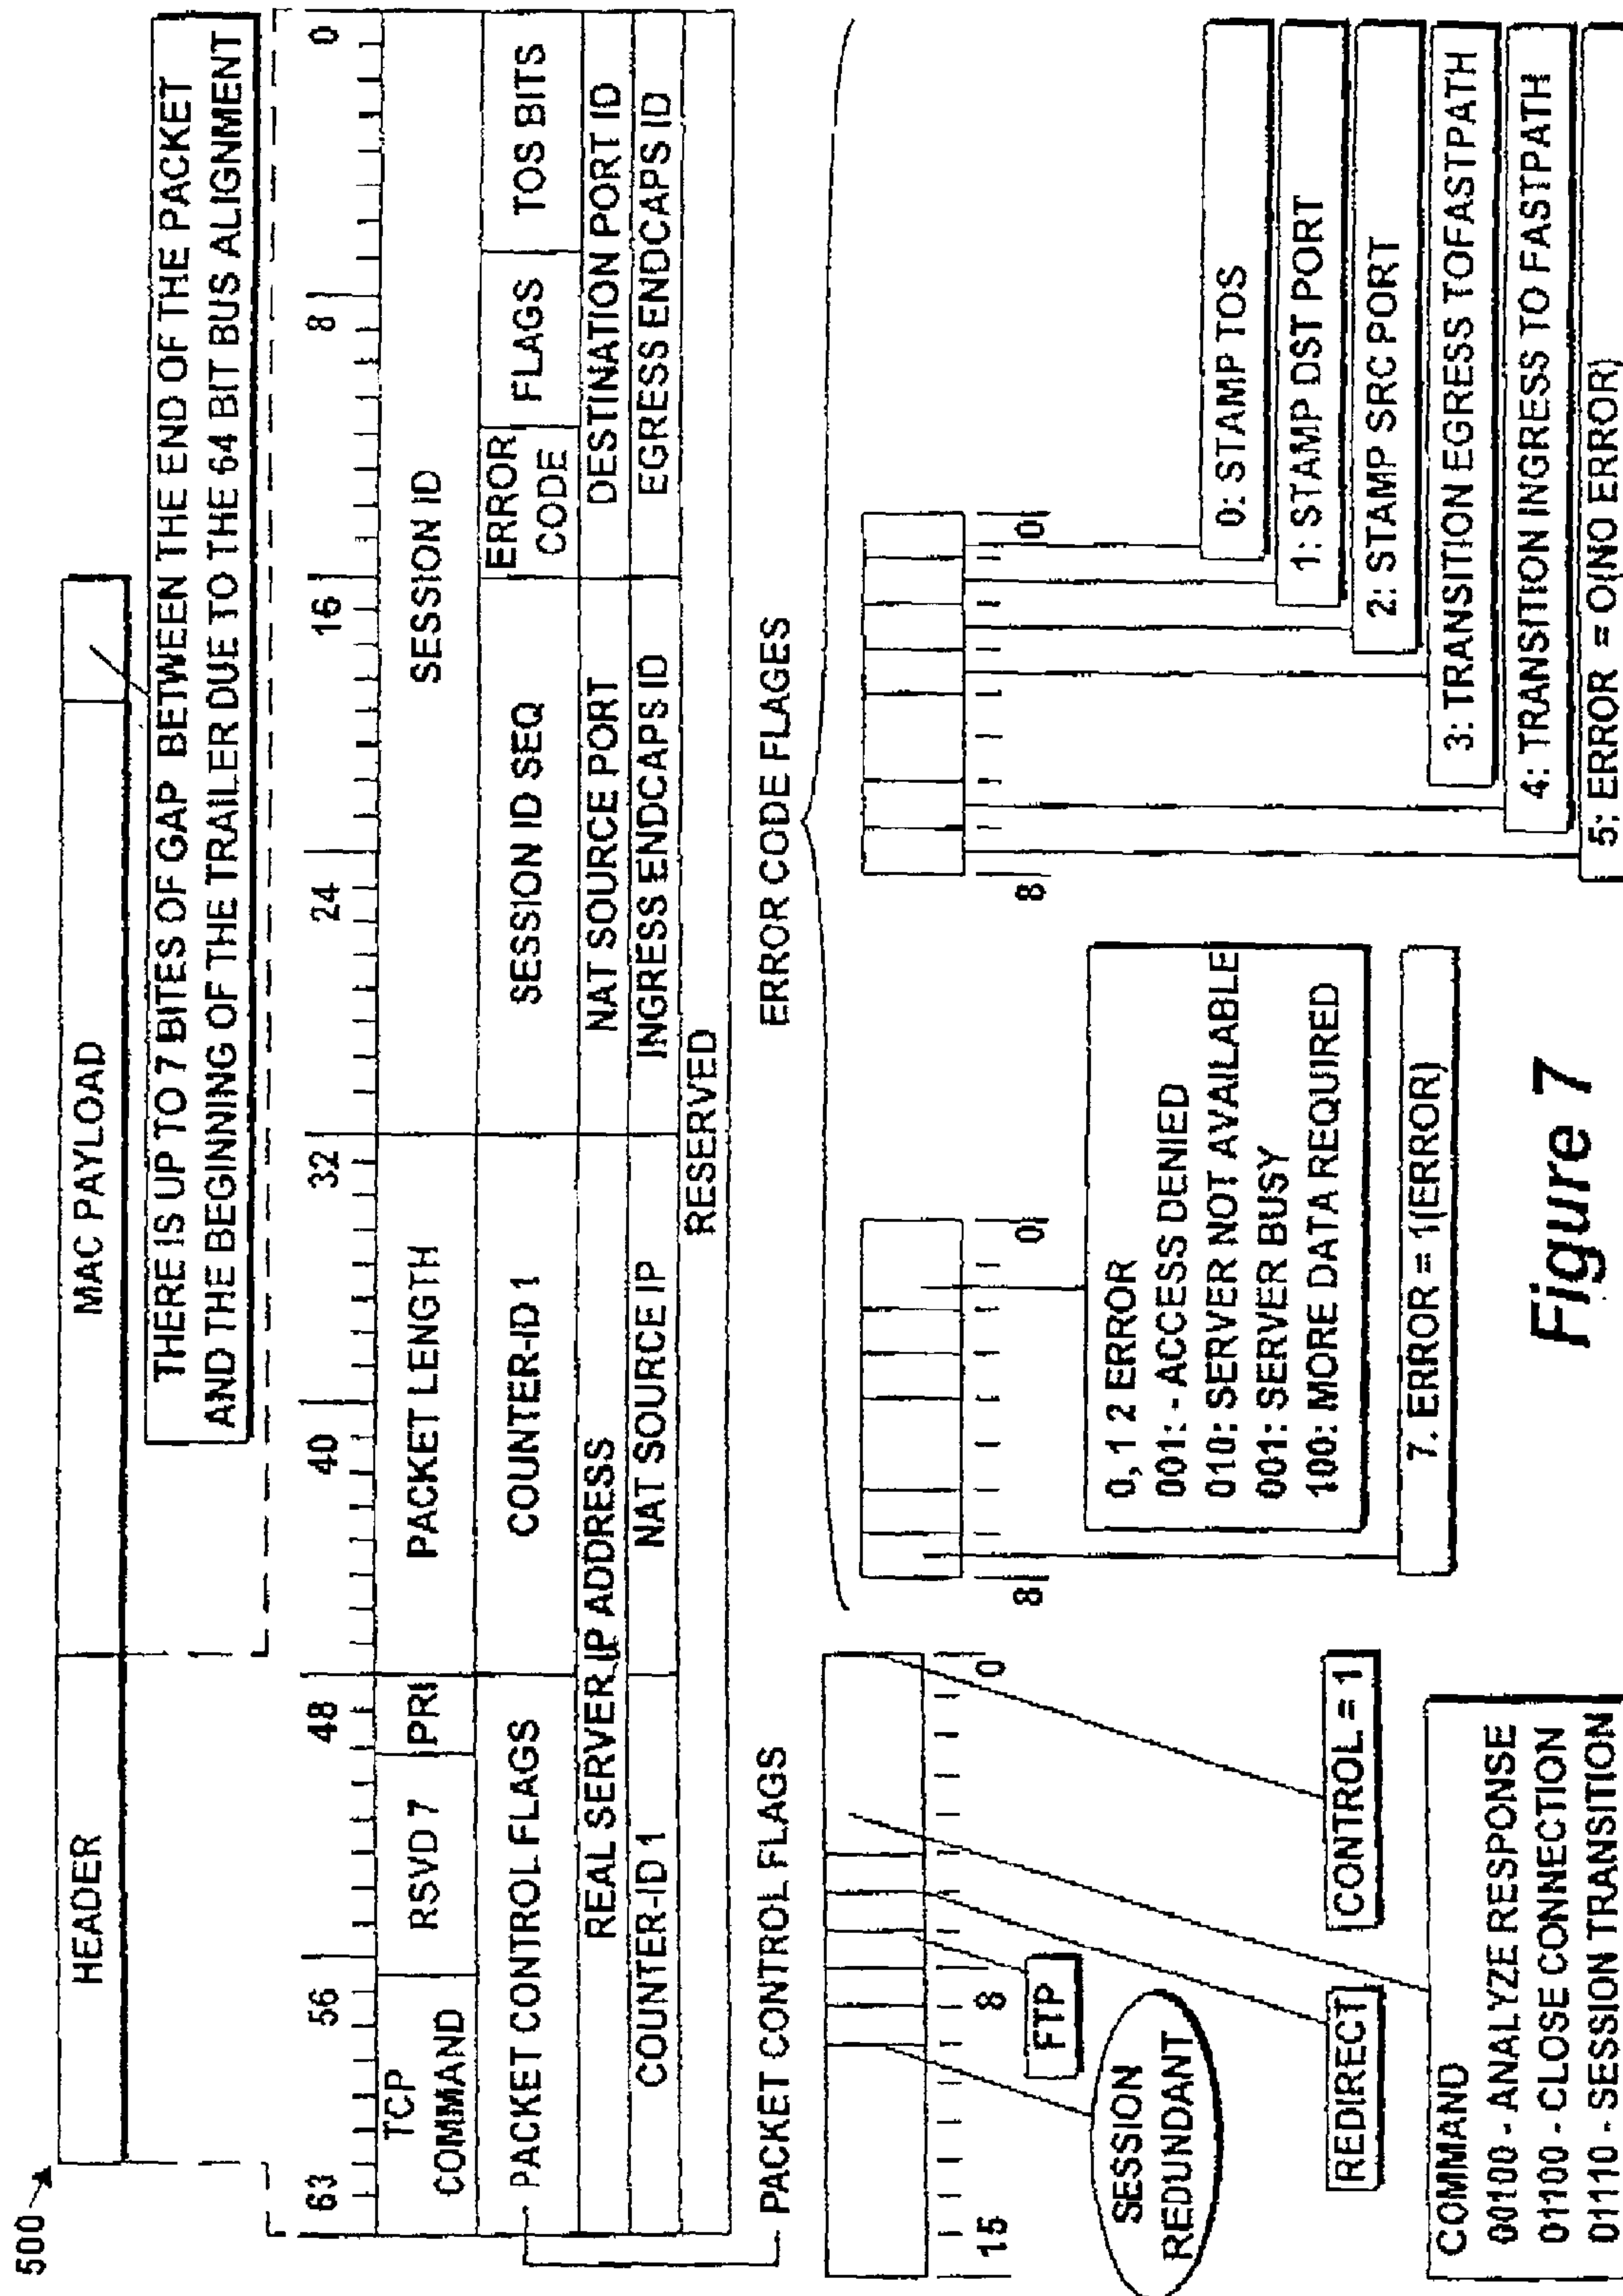 500
HEADER
MAC PAYLOAD
THERE IS UP TO 7 BITES OF GAP BETWEEN THE END OF THE PACKET
AND THE BEGINNING OF THE TRAILER DUE TO THE 64 BIT BUS ALIGNMENT
63 56 48 40 32 24 16 8 0
TCP
COMMAND
RSVD 7
PRI
PACKET LENGTH
SESSION ID
PACKET CONTROL FLAGS
COUNTER-ID 1
SESSION ID SEQ
ERROR
CODE
FLAGS
TOS BITS
REAL SERVER IP ADDRESS
NAT SOURCE PORT
DESTINATION PORT ID
COUNTER-ID 1
NAT SOURCE IP
INGRESS ENDCAPS ID
EGRESS ENDCAPS ID
RESERVED
PACKET CONTROL FLAGS
15 8 0
SESSION
REDUNDANT
FTP
REDIRECT
CONTROL = 1
COMMAND
00100 - ANALYZE RESPONSE
01100 - CLOSE CONNECTION
01110 - SESSION TRANSITION
ERROR CODE FLAGES
8 0
0, 1 2 ERROR
001: - ACCESS DENIED
010: SERVER NOT AVAILABLE
001: SERVER BUSY
100: MORE DATA REQUIRED
7. ERROR = 1(ERROR)
8 0
0: STAMP TOS
1: STAMP DST PORT
2: STAMP SRC PORT
3: TRANSITION EGRESS TOFASTPATH
4: TRANSITION INGRESS TO FASTPATH
5: ERROR = O(NO ERROR)
Figure 7